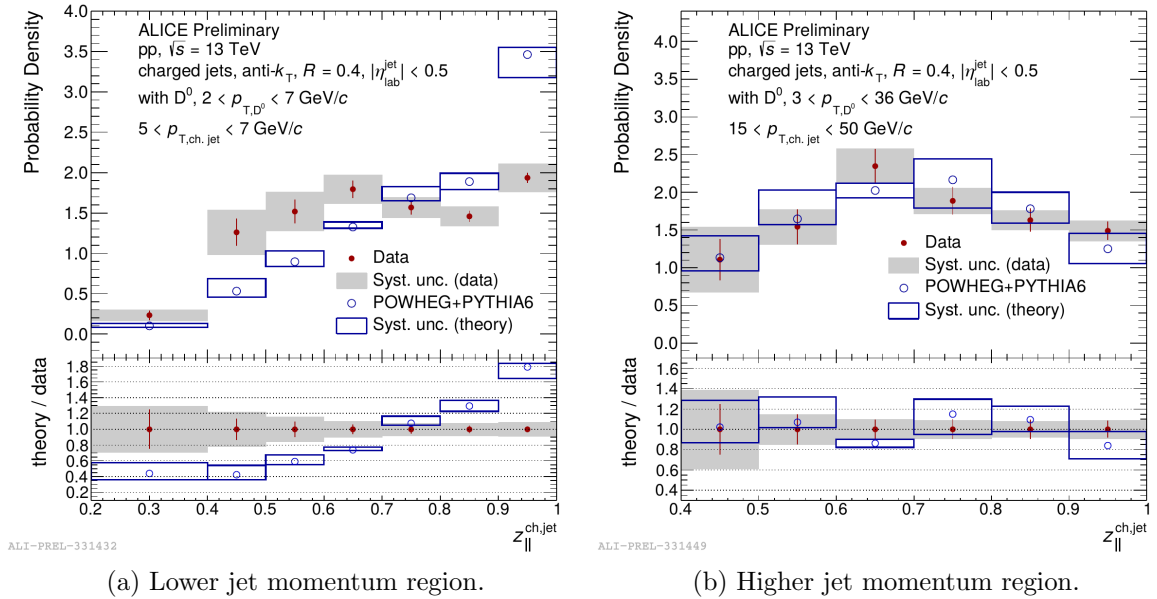 Probability Density
4.0
3.5
3.0
2.5
2.0
1.5
1.0
0.5
0.0
ALICE Preliminary
pp, √s = 13 TeV
charged jets, anti-kT, R = 0.4, |ηlab^jet| < 0.5
with D⁰, 2 < pT,D⁰ < 7 GeV/c
5 < pT,ch. jet < 7 GeV/c
Data
Syst. unc. (data)
POWHEG+PYTHIA6
Syst. unc. (theory)
theory / data
1.8
1.6
1.4
1.2
1.0
0.8
0.6
0.4
0.2
0.2 0.3 0.4 0.5 0.6 0.7 0.8 0.9 1
z||^ch,jet
ALI-PREL-331432
(a) Lower jet momentum region.
Probability Density
4.0
3.5
3.0
2.5
2.0
1.5
1.0
0.5
0.0
ALICE Preliminary
pp, √s = 13 TeV
charged jets, anti-kT, R = 0.4, |ηlab^jet| < 0.5
with D⁰, 3 < pT,D⁰ < 36 GeV/c
15 < pT,ch. jet < 50 GeV/c
Data
Syst. unc. (data)
POWHEG+PYTHIA6
Syst. unc. (theory)
theory / data
1.6
1.4
1.2
1.0
0.8
0.6
0.4
0.4 0.5 0.6 0.7 0.8 0.9 1
z||^ch,jet
ALI-PREL-331449
(b) Higher jet momentum region.